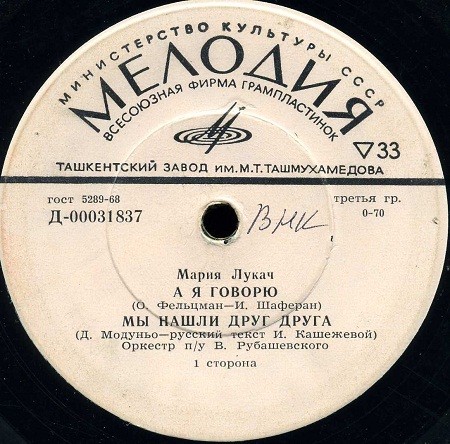 МИНИСТЕРСТВО КУЛЬТУРЫ СССР
МЕЛОДИЯ
ВСЕСОЮЗНАЯ ФИРМА ГРАМПЛАСТИНОК
▽33
ТАШКЕНТСКИЙ ЗАВОД ИМ. М.Т. ТАШМУХАМЕДОВА
гост 5289-68
третья гр.
Д-00031837
0-70
ВМК
Мария Лукач
А Я ГОВОРЮ
(О. Фельцман—И. Шаферан)
МЫ НАШЛИ ДРУГ ДРУГА
(Д. Модуньо—русский текст И. Кашежевой)
Оркестр п/у В. Рубашевского
1 сторона